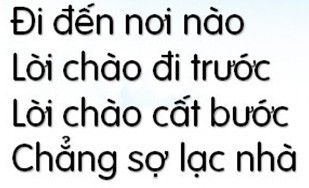 Đi đến nơi nào
Lời chào đi trước
Lời chào cất bước
Chẳng sợ lạc nhà